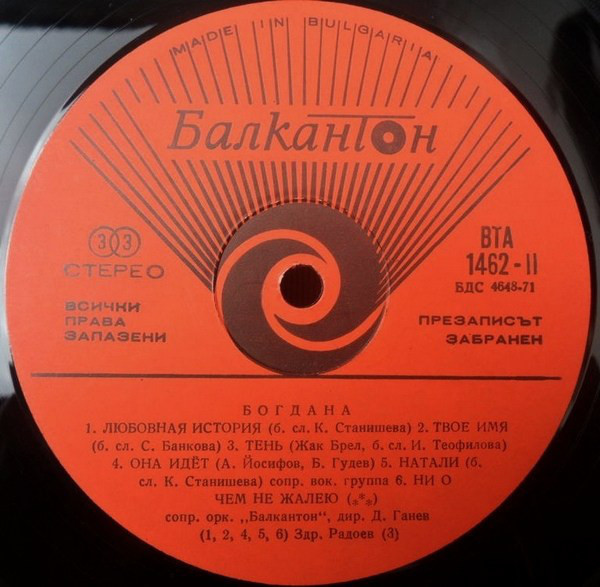 MADE IN BULGARIA
Балкантон
33
СТЕРЕО
ВСИЧКИ
ПРАВА
ЗАПАЗЕНИ
ВТА
1462-II
БДС 4648-71
ПРЕЗАПИСЪТ
ЗАБРАНЕН
БОГДАНА
1. ЛЮБОВНАЯ ИСТОРИЯ (б. сл. К. Станишева) 2. ТВОЕ ИМЯ
(б. сл. С. Банкова) 3. ТЕНЬ (Жак Брел, б. сл. И. Теофилова)
4. ОНА ИДЁТ (А. Йосифов, Б. Гудев) 5. НАТАЛИ (б.
сл. К. Станишева) сопр. вок. группа 6. НИ О
ЧЕМ НЕ ЖАЛЕЮ (***)
сопр. орк. „Балкантон", дир. Д. Ганев
(1, 2, 4, 5, 6) Здр. Радоев (3)